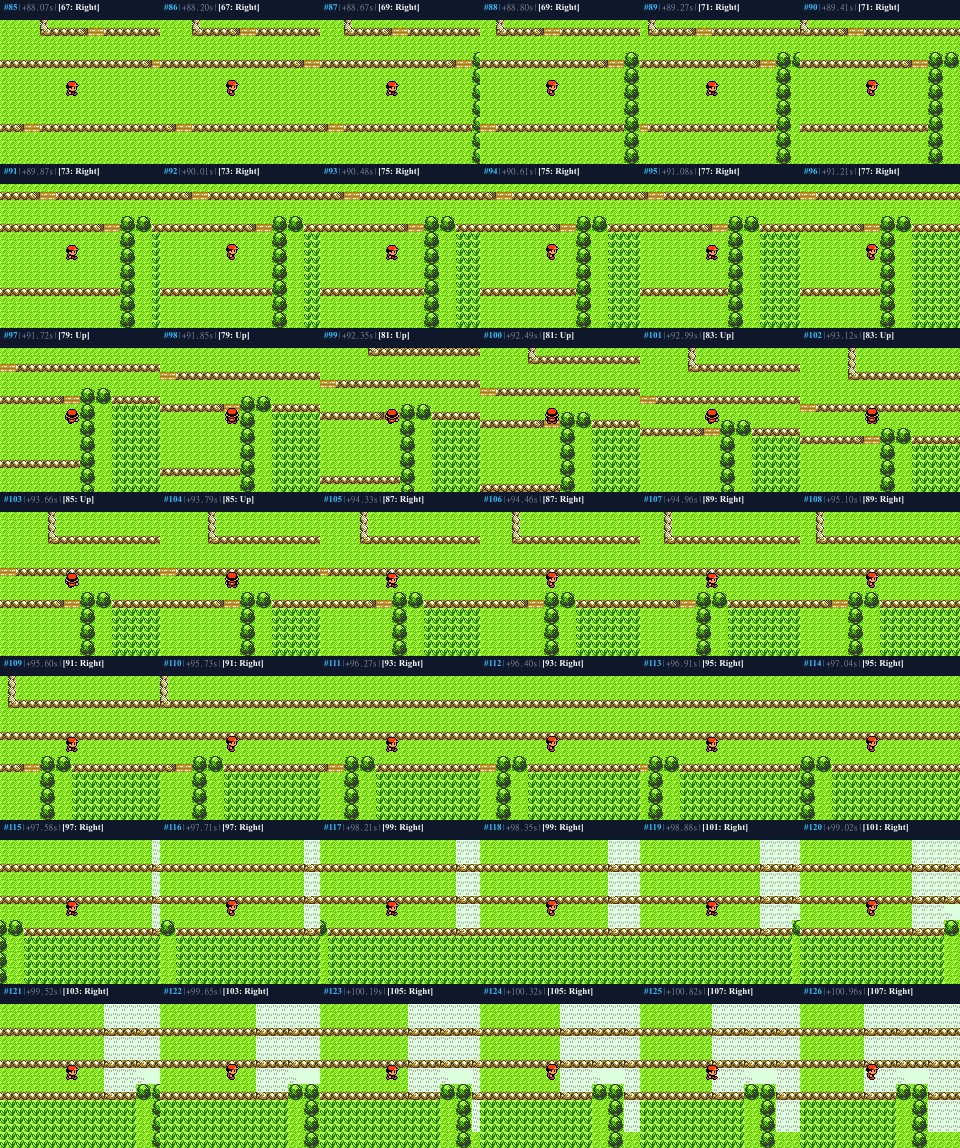 #85|+88.07s| [67: Right] #86|+88.20s| [67: Right] #87|+88.67s| [69: Right] #88|+88.80s| [69: Right] #89|+89.27s| [71: Right] #90|+89.41s| [71: Right]
#91|+89.87s| [73: Right] #92|+90.01s| [73: Right] #93|+90.48s| [75: Right] #94|+90.61s| [75: Right] #95|+91.08s| [77: Right] #96|+91.21s| [77: Right]
#97|+91.72s| [79: Up] #98|+91.85s| [79: Up] #99|+92.35s| [81: Up] #100|+92.49s| [81: Up] #101|+92.99s| [83: Up] #102|+93.12s| [83: Up]
#103|+93.66s| [85: Up] #104|+93.79s| [85: Up] #105|+94.33s| [87: Right] #106|+94.46s| [87: Right] #107|+94.96s| [89: Right] #108|+95.10s| [89: Right]
#109|+95.60s| [91: Right] #110|+95.73s| [91: Right] #111|+96.27s| [93: Right] #112|+96.40s| [93: Right] #113|+96.91s| [95: Right] #114|+97.04s| [95: Right]
#115|+97.58s| [97: Right] #116|+97.71s| [97: Right] #117|+98.21s| [99: Right] #118|+98.35s| [99: Right] #119|+98.88s| [101: Right] #120|+99.02s| [101: Right]
#121|+99.52s| [103: Right] #122|+99.65s| [103: Right] #123|+100.19s| [105: Right] #124|+100.32s| [105: Right] #125|+100.82s| [107: Right] #126|+100.96s| [107: Right]